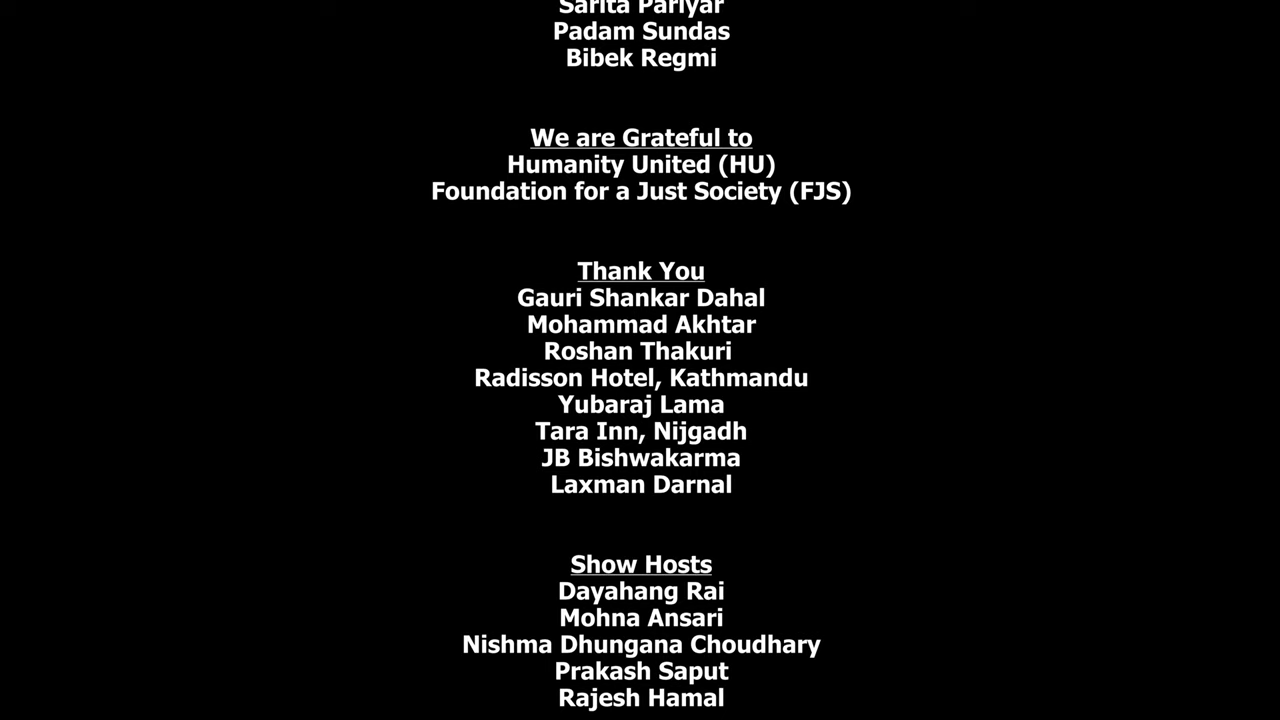 Sarita Pariyar
Padam Sundas
Bibek Regmi
We are Grateful to
Humanity United (HU)
Foundation for a Just Society (FJS)
Thank You
Gauri Shankar Dahal
Mohammad Akhtar
Roshan Thakuri
Radisson Hotel, Kathmandu
Yubaraj Lama
Tara Inn, Nijgadh
JB Bishwakarma
Laxman Darnal
Show Hosts
Dayahang Rai
Mohna Ansari
Nishma Dhungana Choudhary
Prakash Saput
Rajesh Hamal